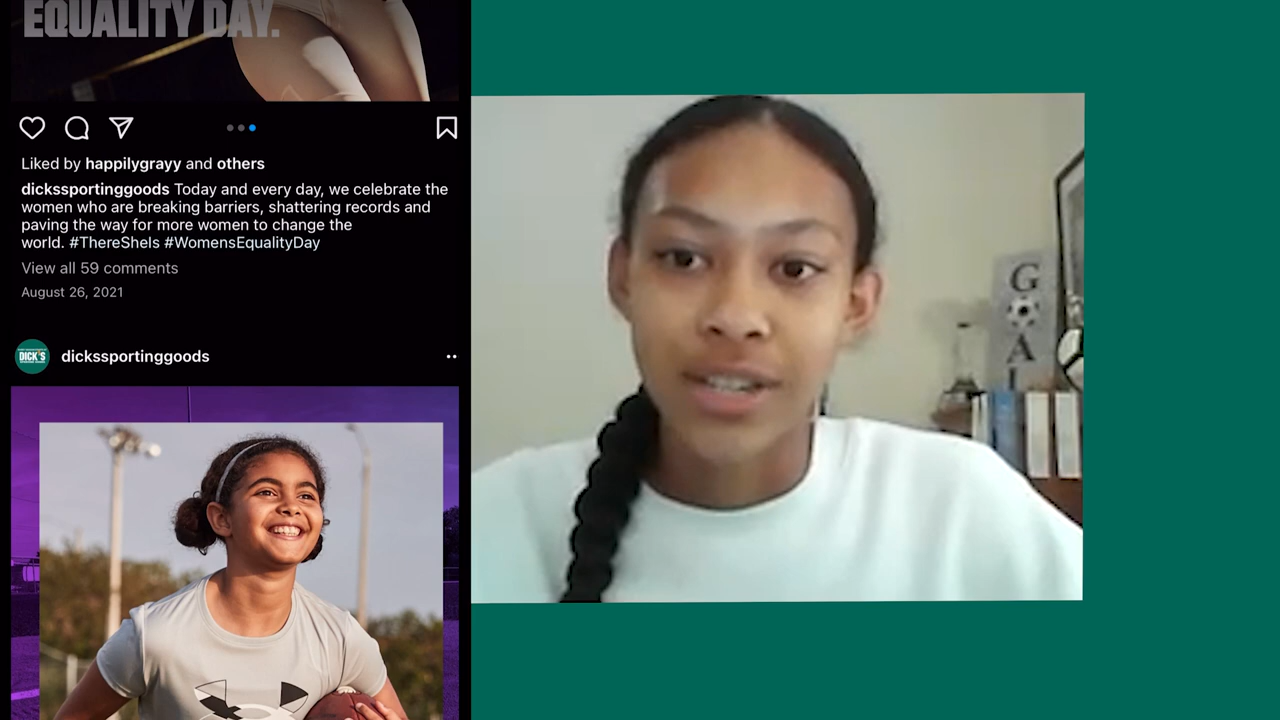 EQUALITY DAY.
Liked by happilygrayy and others
dickssportinggoods Today and every day, we celebrate the
women who are breaking barriers, shattering records and
paving the way for more women to change the
world. #ThereSheIs #WomensEqualityDay
View all 59 comments
August 26, 2021
DICK'S
dickssportinggoods
G
A
L